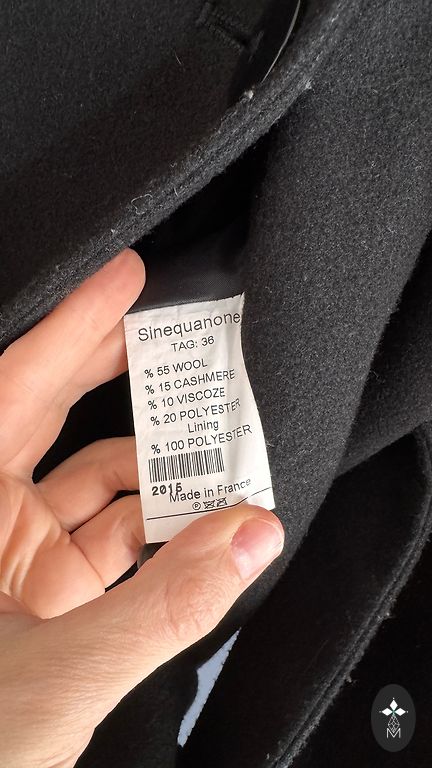 Sinequanone
TAG: 36
% 55 WOOL
% 15 CASHMERE
% 10 VISCOZE
% 20 POLYESTER
Lining
% 100 POLYESTER
2015
Made in France
P
M